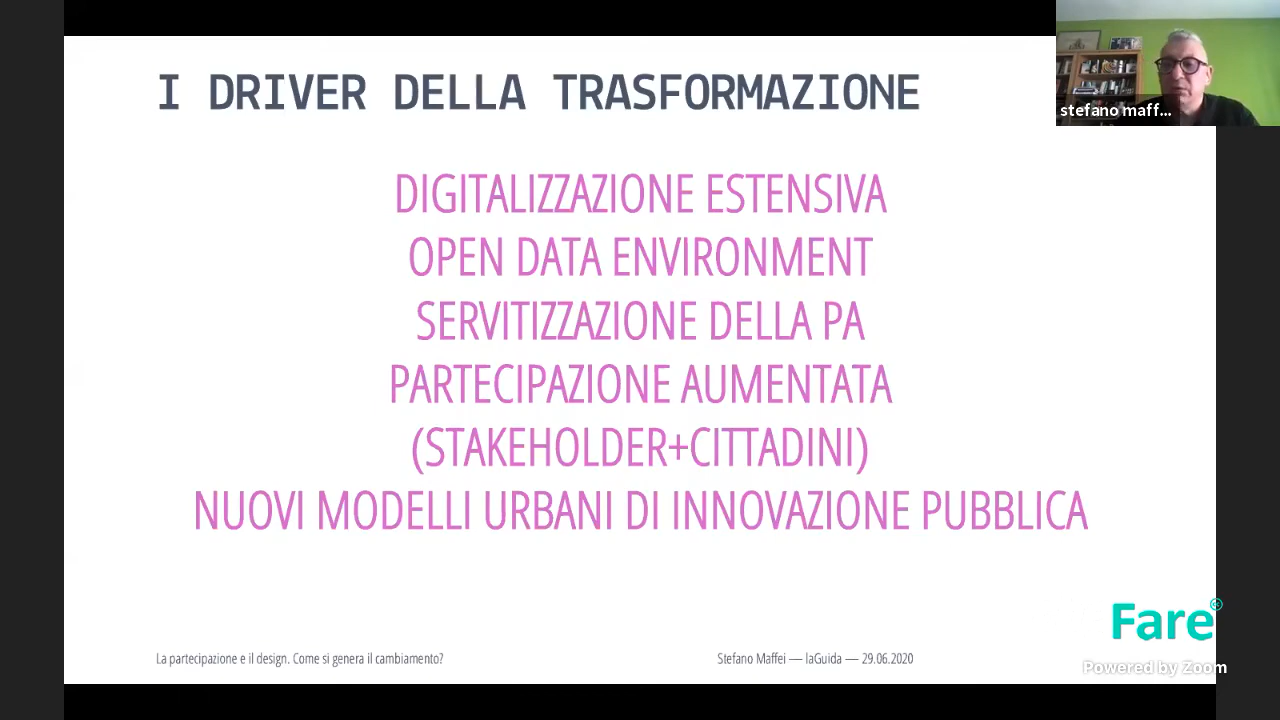 I DRIVER DELLA TRASFORMAZIONE
stefano maff...
DIGITALIZZAZIONE ESTENSIVA
OPEN DATA ENVIRONMENT
SERVITIZZAZIONE DELLA PA
PARTECIPAZIONE AUMENTATA
(STAKEHOLDER+CITTADINI)
NUOVI MODELLI URBANI DI INNOVAZIONE PUBBLICA
Fare
La partecipazione e il design. Come si genera il cambiamento?
Stefano Maffei — laGuida — 29.06.2020
Powered by Zoom